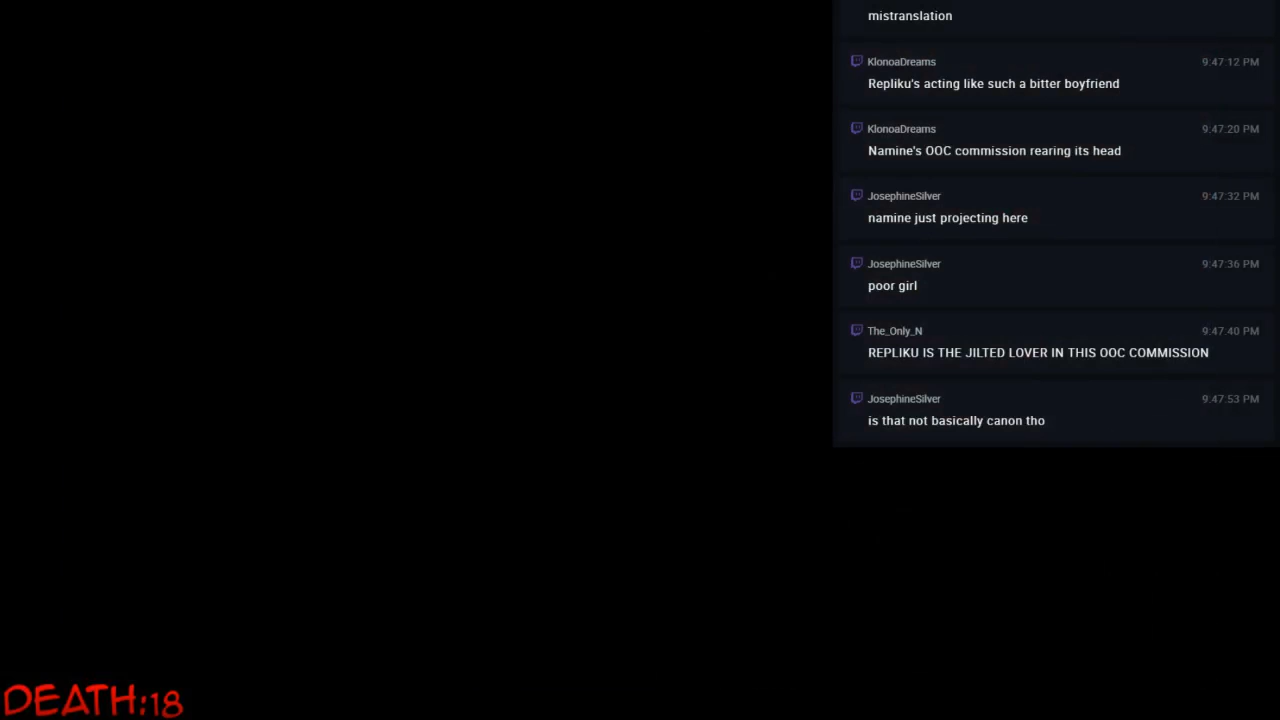 mistranslation
KlonoaDreams 9:47:12 PM
Repliku's acting like such a bitter boyfriend
KlonoaDreams 9:47:20 PM
Namine's OOC commission rearing its head
JosephineSilver 9:47:32 PM
namine just projecting here
JosephineSilver 9:47:36 PM
poor girl
The_Only_N 9:47:40 PM
REPLIKU IS THE JILTED LOVER IN THIS OOC COMMISSION
JosephineSilver 9:47:53 PM
is that not basically canon tho
DEATH:18